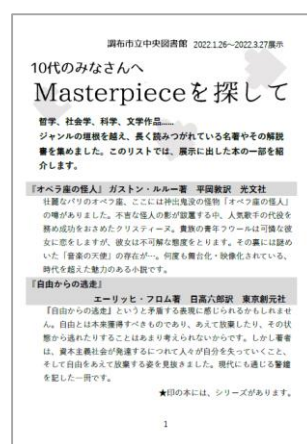 調布市立中央図書館 2022.1.26～2022.3.27展示
10代のみなさんへ
Masterpieceを探して
哲学、社会学、科学、文学作品……
ジャンルの垣根を越え、長く読みつがれている名著やその解説
書を集めました。このリストでは、展示に出した本の一部を紹
介します。
『オペラ座の怪人』 ガストン・ルルー著 平岡敦訳 光文社
壮麗なパリのオペラ座、ここには神出鬼没の怪物「オペラ座の怪人」
の噂がありました。不吉な怪人の影が跋扈する中、人気歌手の代役を
務め成功をおさめたクリスティーヌ。貴族の青年ラウールは可憐な彼
女に恋をしますが、彼女は不可解な態度をとります。その裏には謎め
いた「音楽の天使」の存在が…。何度も舞台化・映像化されている、
時代を超えた魅力のある小説です。
『自由からの逃走』
エーリッヒ・フロム著 日高六郎訳 東京創元社
『自由からの逃走』というと矛盾する表現に感じられるかもしれませ
ん。自由とは本来獲得すべきものであり、あえて放棄したり、その状
態から逃れたりすることはあまり考えられないからです。しかし著者
は、資本主義社会が発達するにつれて人々が自分を失っていくこと、
そして自由をあえて放棄する姿を見抜きました。現代にも通じる警鐘
を記した一冊です。
★印の本には、シリーズがあります。
1